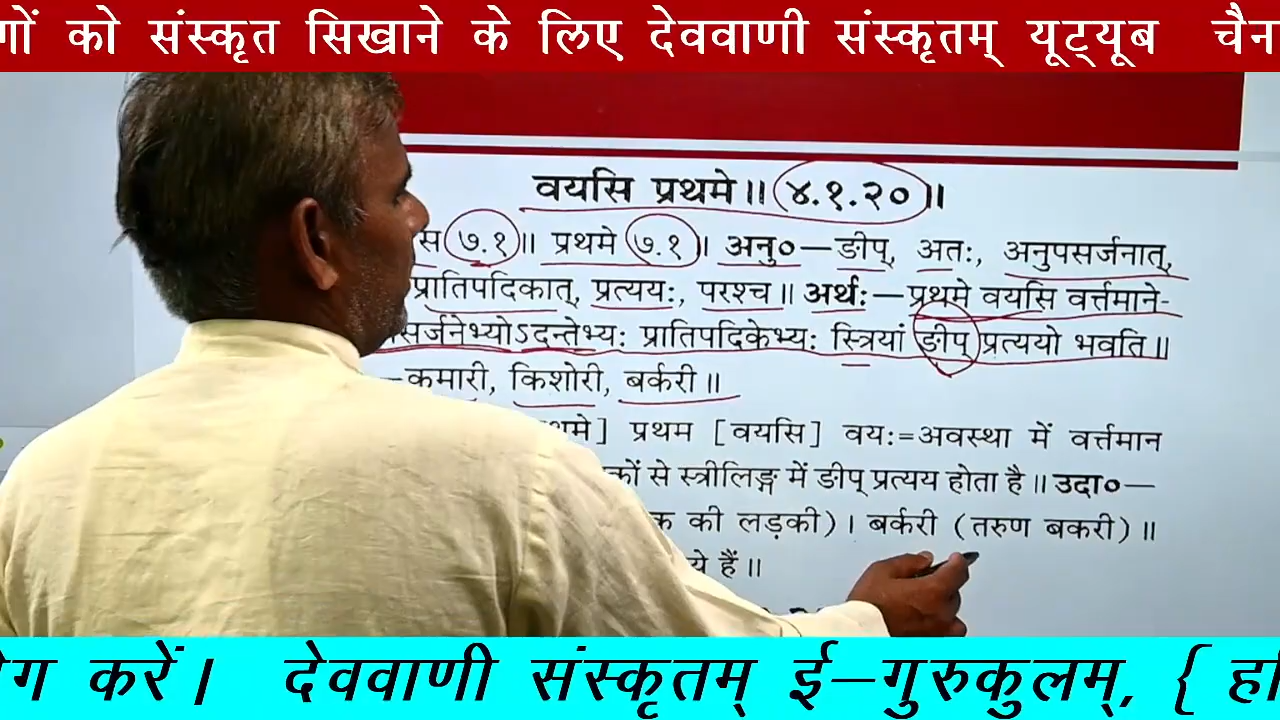 को संस्कृत सिखाने के लिए देववाणी संस्कृतम् यूट्यूब
वयसि प्रथमे॥ ४.१.२०॥
७.१॥ प्रथमे ७.१॥ अनु०—ङीप्, अतः, अनुपसर्जनात्,
प्रातिपदिकात्, प्रत्ययः, परश्च॥ अर्थः—प्रथमे वयसि वर्त्तमाने-
सर्जनेभ्योऽदन्तेभ्यः प्रातिपदिकेभ्यः स्त्रियां ङीप् प्रत्ययो भवति॥
—कुमारी, किशोरी, बर्करी॥
प्रथम [वयसि] वयः=अवस्था में वर्त्तमान
से स्त्रीलिङ्ग में ङीप् प्रत्यय होता है॥ उदा०—
की लड़की)। बर्करी (तरुण बकरी)॥
ये हैं॥
करें। देववाणी संस्कृतम् ई-गुरुकुलम्, {